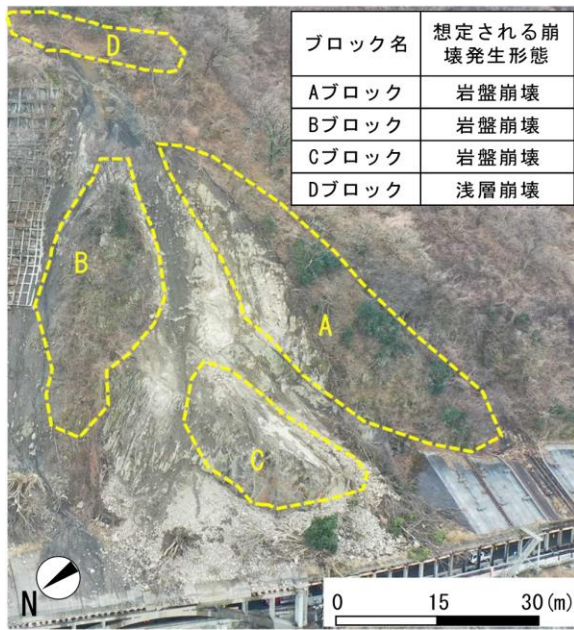 D
ブロック名
想定される崩
壊発生形態
Aブロック 岩盤崩壊
Bブロック 岩盤崩壊
Cブロック 岩盤崩壊
Dブロック 浅層崩壊
B
A
C
N
0 15 30(m)